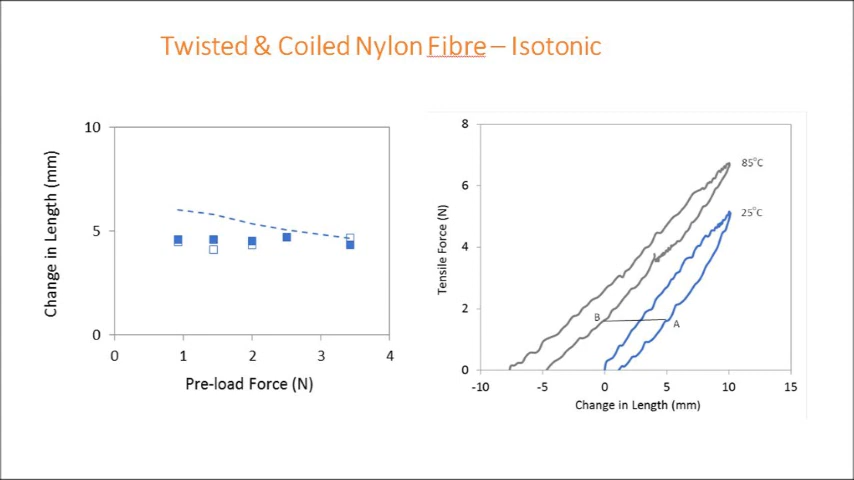 Twisted & Coiled Nylon Fibre – Isotonic
10
5
0
0 1 2 3 4
Change in Length (mm)
Pre-load Force (N)
8
6
4
2
0
-10 -5 0 5 10 15
Tensile Force (N)
Change in Length (mm)
85°C
25°C
B
A